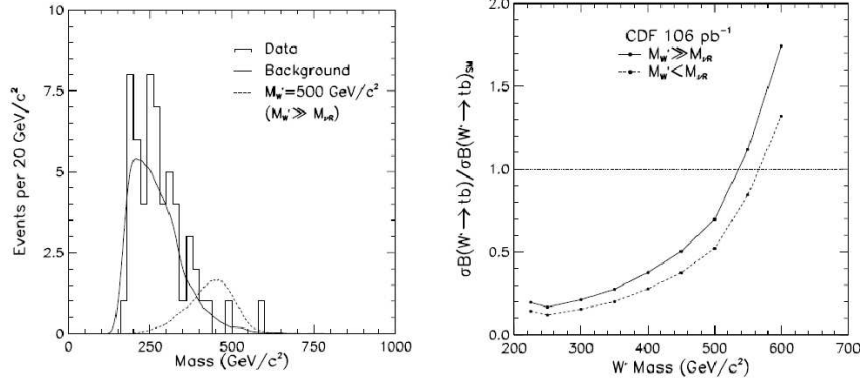 Events per 20 GeV/c²
10
7.5
5
2.5
0
0
250
500
750
1000
Mass (GeV/c²)
Data
Background
M_W'=500 GeV/c²
(M_W' ≫ M_νR)
σB(W'→tb)/σB(W'→tb)_SM
2.0
1.5
1.0
0.5
0.0
200
300
400
500
600
700
W' Mass (GeV/c²)
CDF 106 pb⁻¹
M_W'≫M_νR
M_W'<M_νR